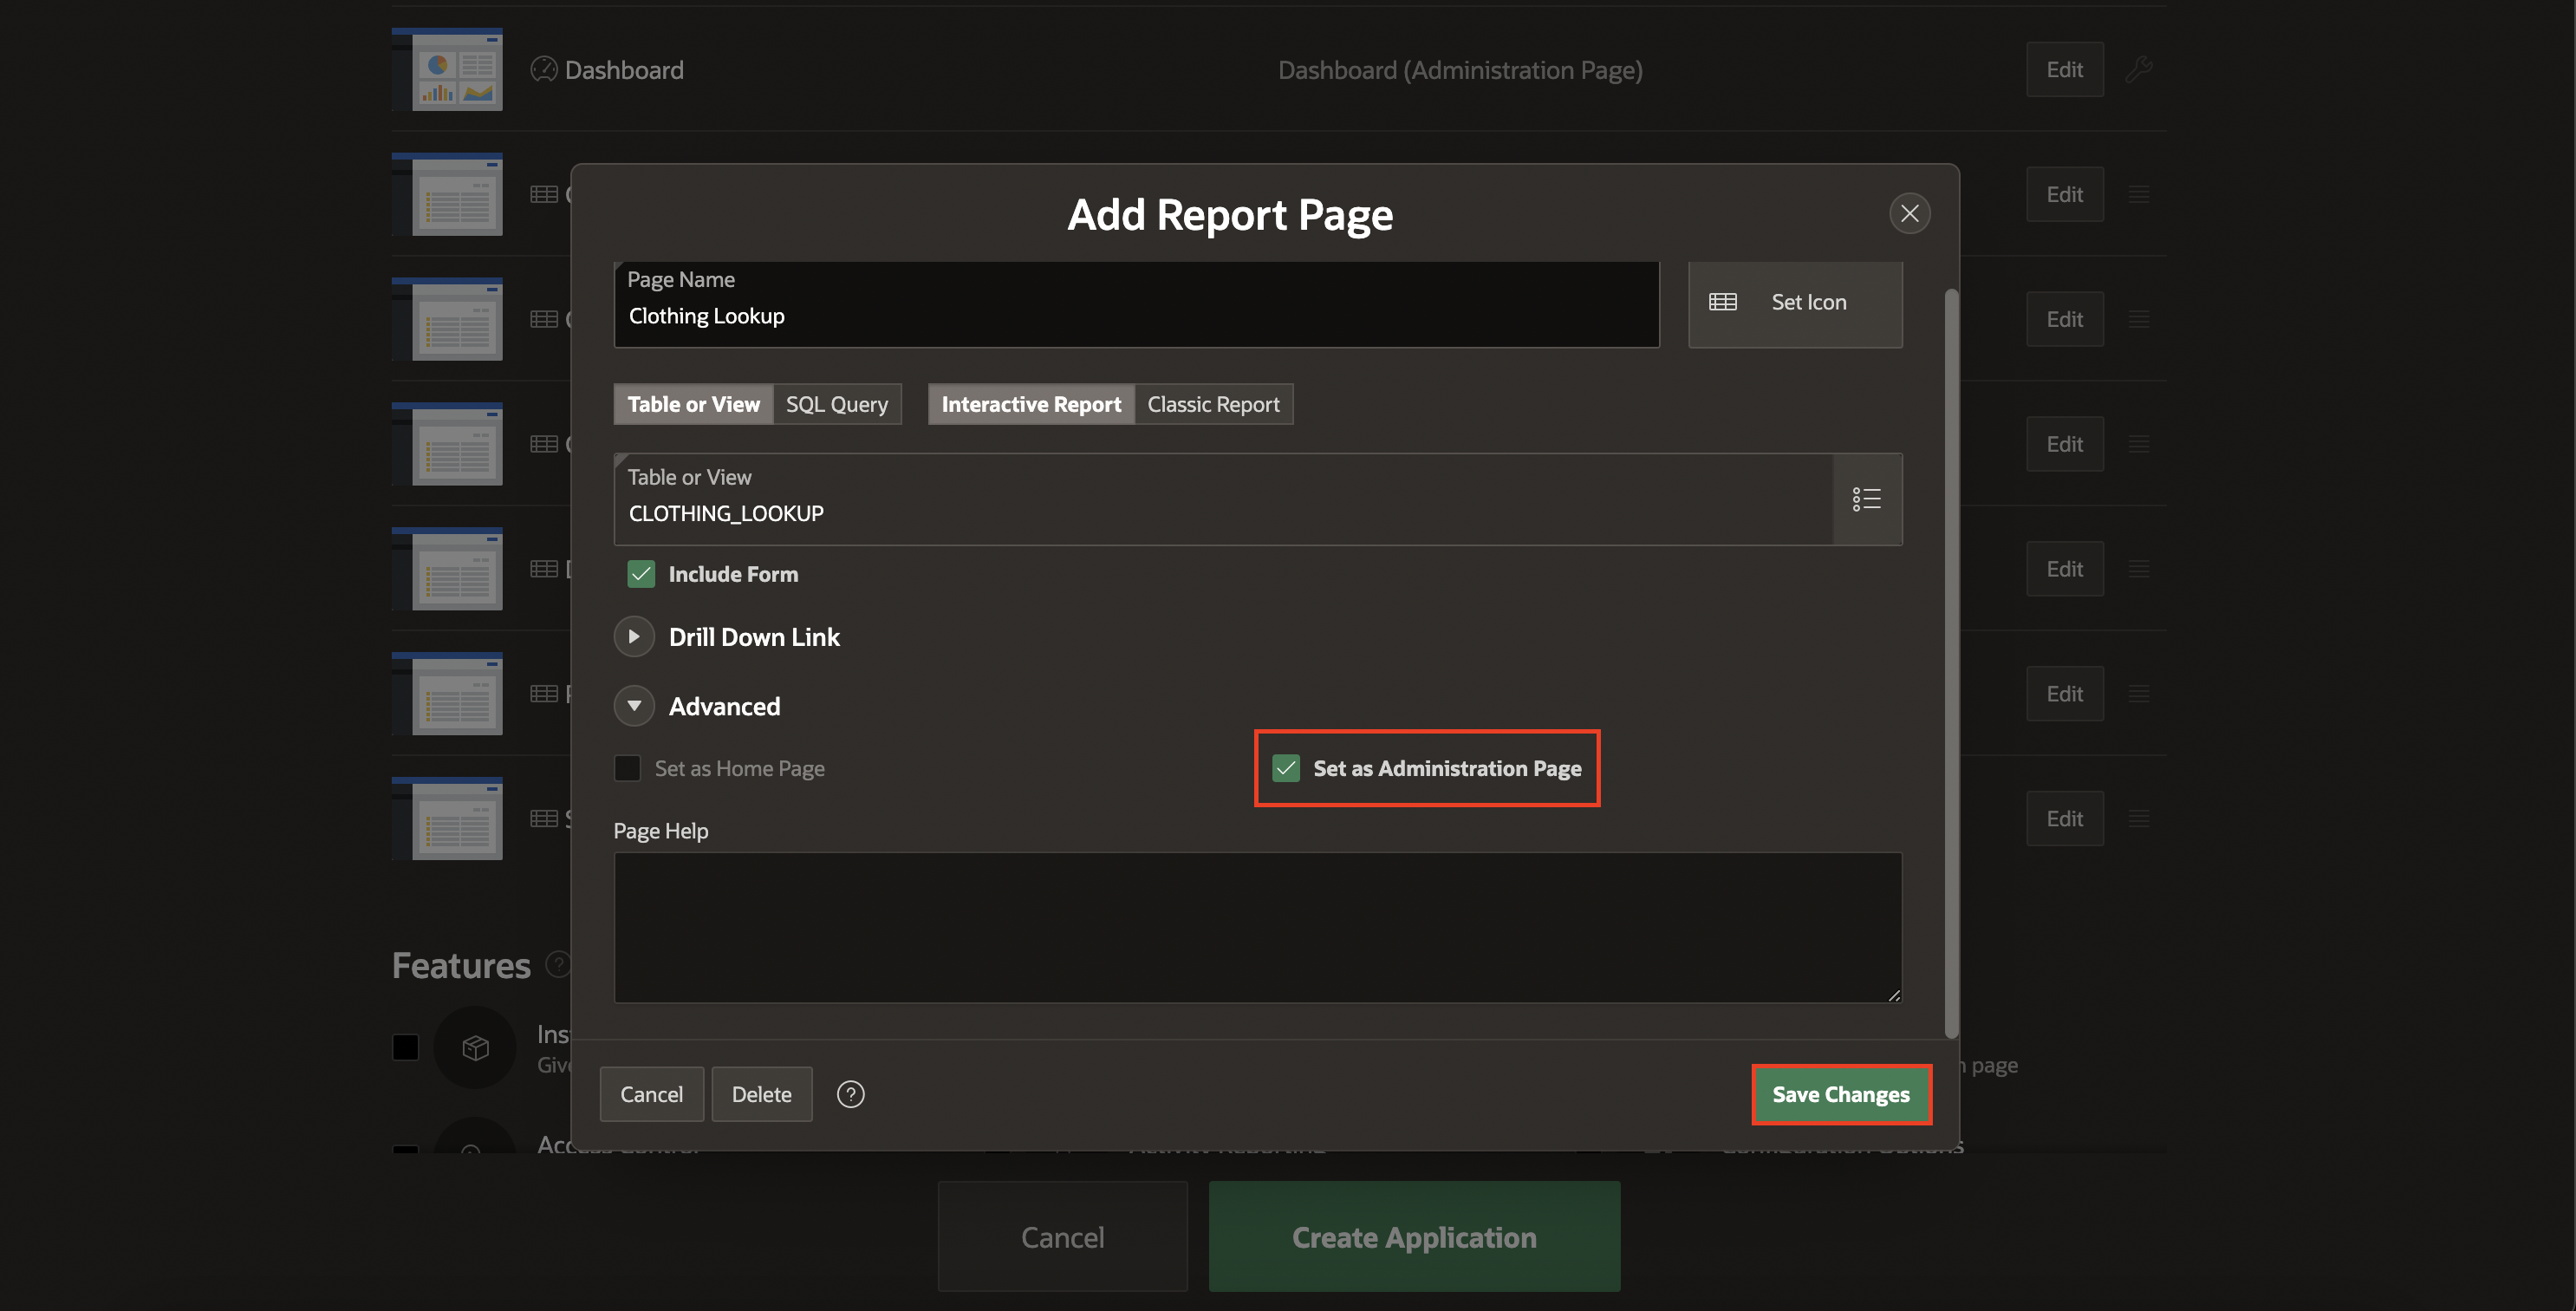 Dashboard
Dashboard (Administration Page)
Edit
Edit
Edit
Edit
Edit
Edit
Edit
Add Report Page
Page Name
Clothing Lookup
Set Icon
Table or View
SQL Query
Interactive Report
Classic Report
Table or View
CLOTHING_LOOKUP
Include Form
Drill Down Link
Advanced
Set as Home Page
Set as Administration Page
Page Help
Features
page
Cancel
Delete
Save Changes
Cancel
Create Application